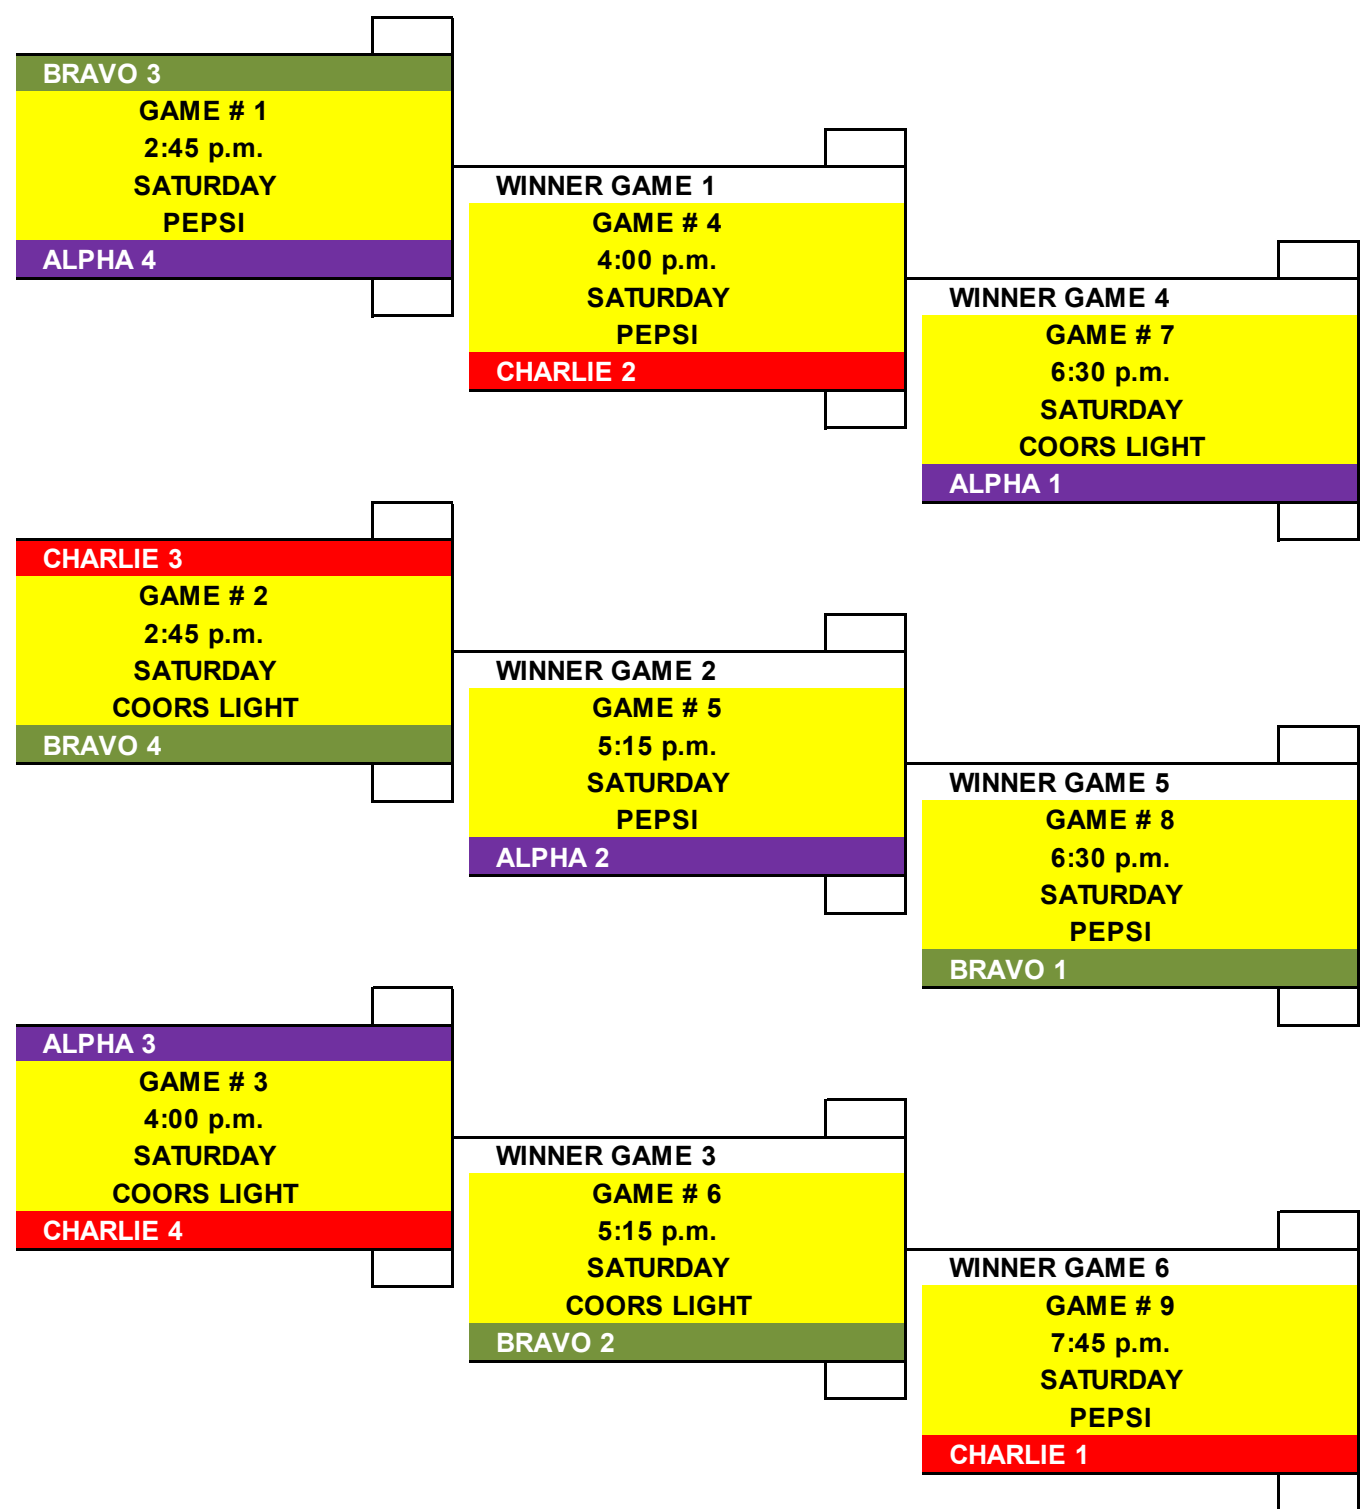 BRAVO 3
GAME # 1
2:45 p.m.
SATURDAY
PEPSI
ALPHA 4
WINNER GAME 1
GAME # 4
4:00 p.m.
SATURDAY
PEPSI
CHARLIE 2
WINNER GAME 4
GAME # 7
6:30 p.m.
SATURDAY
COORS LIGHT
ALPHA 1
CHARLIE 3
GAME # 2
2:45 p.m.
SATURDAY
COORS LIGHT
BRAVO 4
WINNER GAME 2
GAME # 5
5:15 p.m.
SATURDAY
PEPSI
ALPHA 2
WINNER GAME 5
GAME # 8
6:30 p.m.
SATURDAY
PEPSI
BRAVO 1
ALPHA 3
GAME # 3
4:00 p.m.
SATURDAY
COORS LIGHT
CHARLIE 4
WINNER GAME 3
GAME # 6
5:15 p.m.
SATURDAY
COORS LIGHT
BRAVO 2
WINNER GAME 6
GAME # 9
7:45 p.m.
SATURDAY
PEPSI
CHARLIE 1